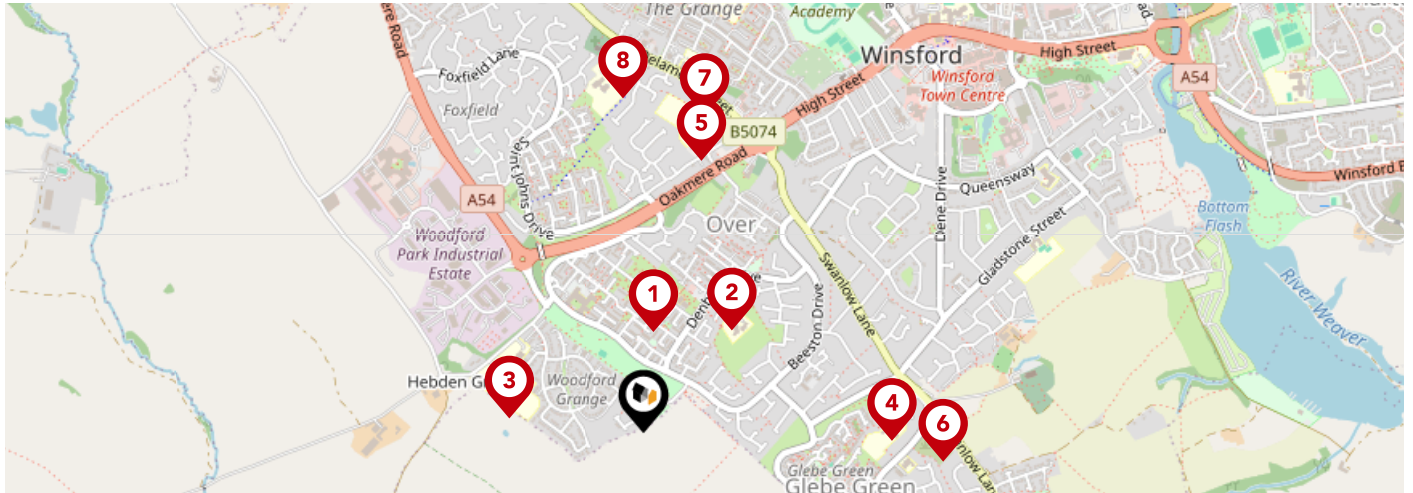 The Grange
Academy
Winsford
High Street
A54
8
7
Foxfield Lane
Foxfield
Winsford
Town Centre
High Street
5
B5074
Oakmere Road
Saint Johns Drive
A54
Queensway
Dene Drive
Winsford
Bottom
Flash
Over
Woodford
Park Industrial
Estate
Gladstone Street
Swanlow Lane
River Weaver
1
2
Beeston Drive
Hebden G
3
Woodford
Grange
4
6
Glebe Green
Glebe Green